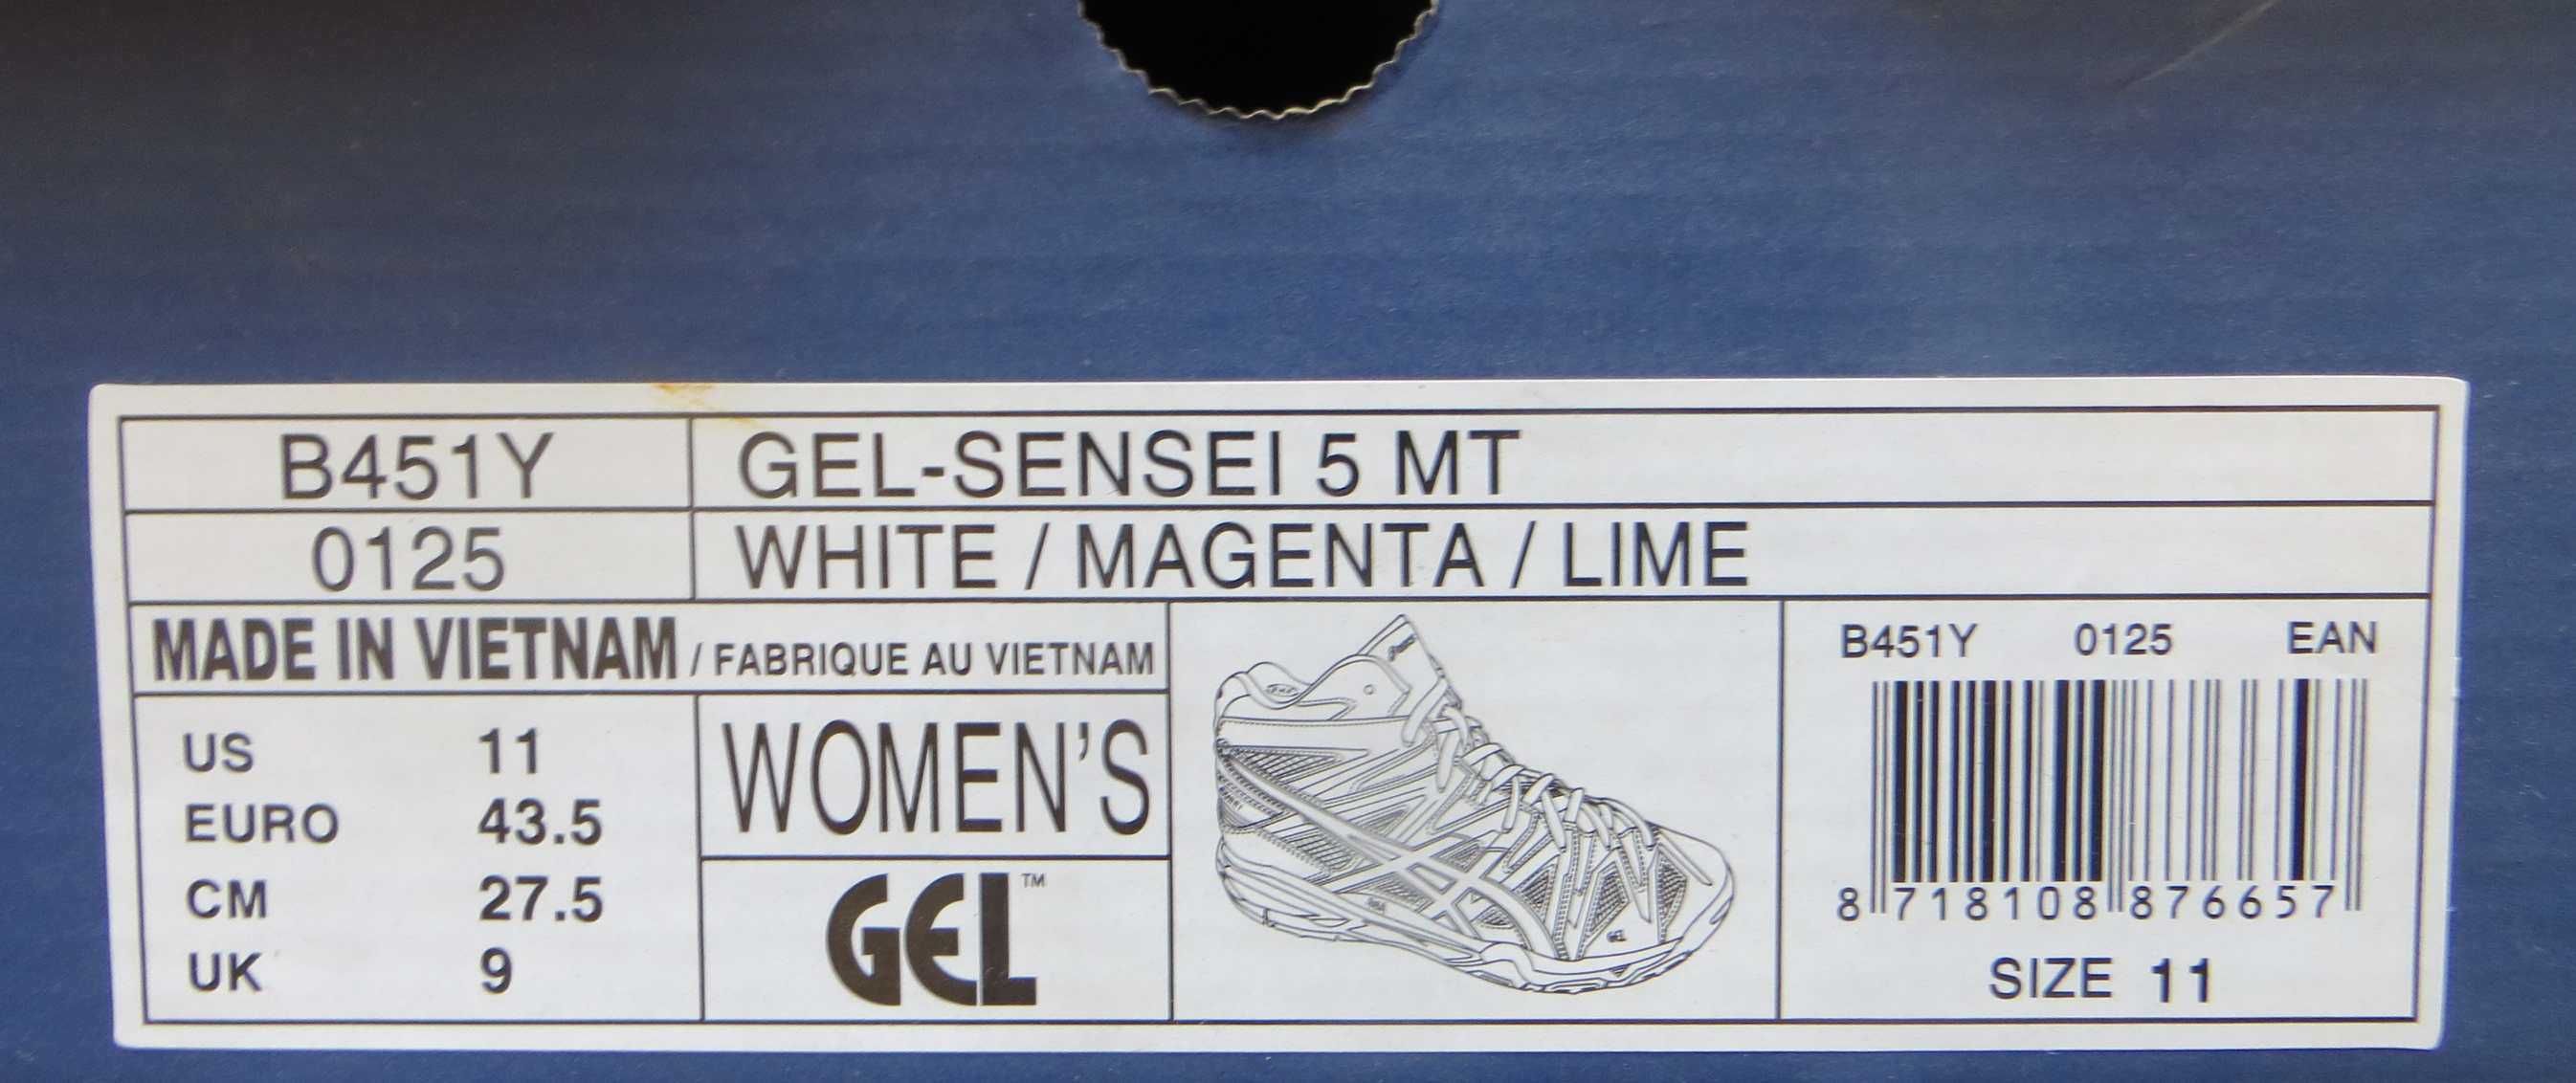 B451Y GEL-SENSEI 5 MT
0125 WHITE / MAGENTA / LIME
MADE IN VIETNAM / FABRIQUE AU VIETNAM
US 11
EURO 43.5
CM 27.5
UK 9
WOMEN'S
GEL™
GEL
B451Y 0125 EAN
8 718108 876657
SIZE 11